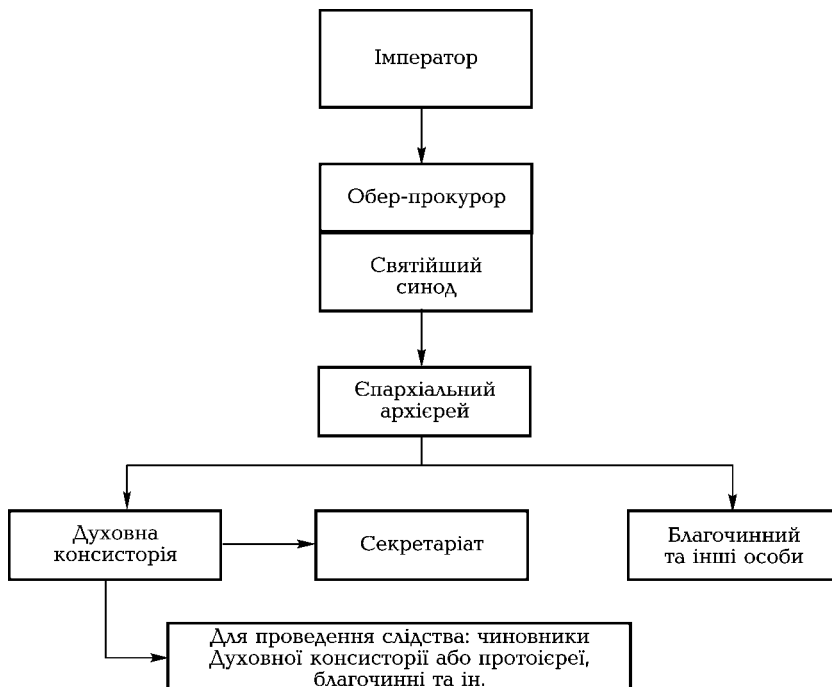 Імператор
Обер-прокурор
Святійший
синод
Єпархіальний
архієрей
Духовна
консисторія
Секретаріат
Благочинний
та інші особи
Для проведення слідства: чиновники
Духовної консисторії або протоієреї,
благочинні та ін.